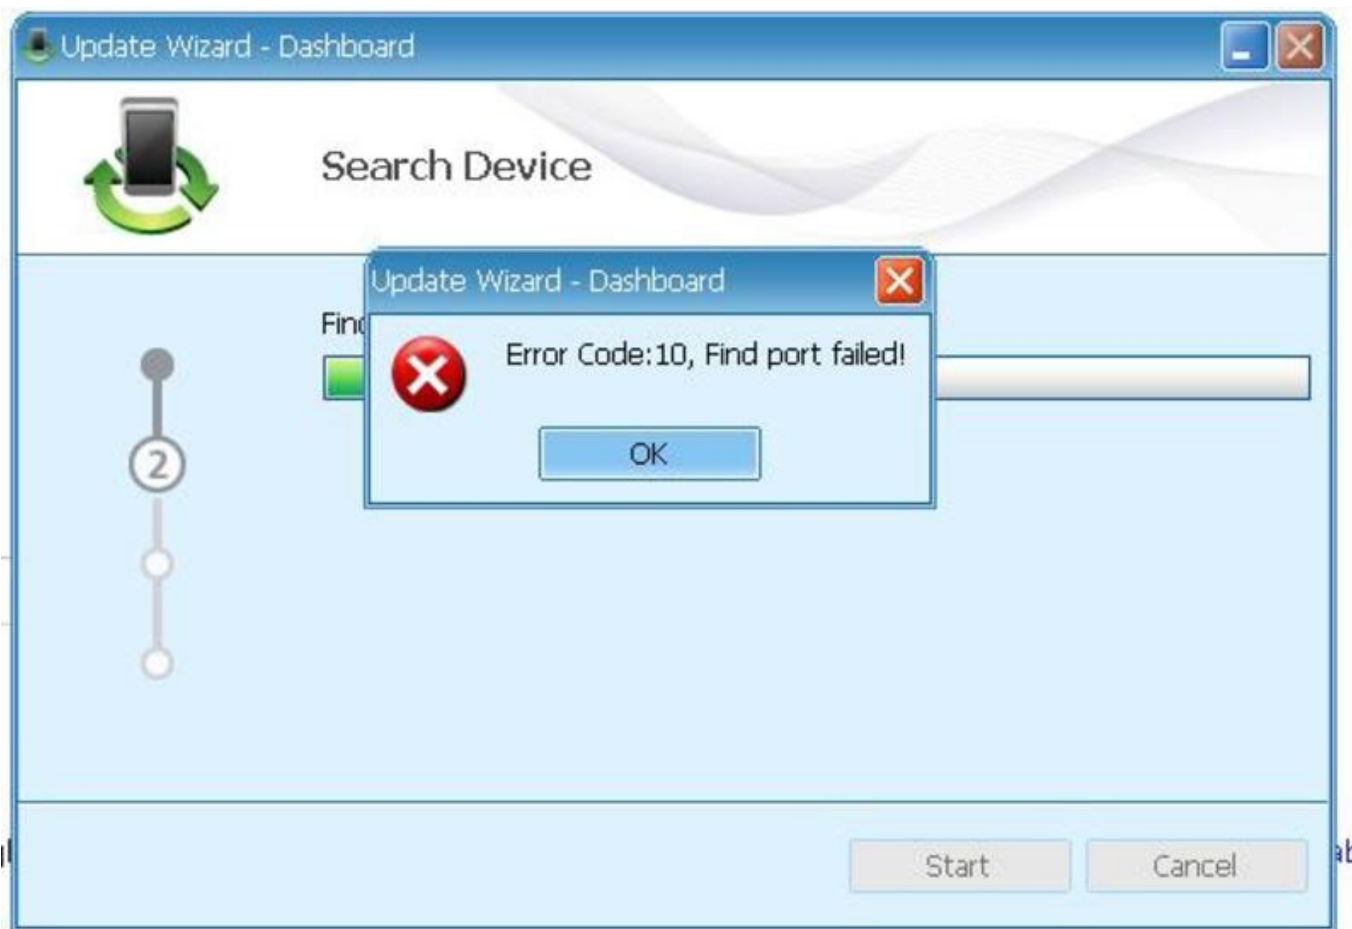 Update Wizard - Dashboard
Search Device
Update Wizard - Dashboard
Error Code:10, Find port failed!
OK
2
Start
Cancel